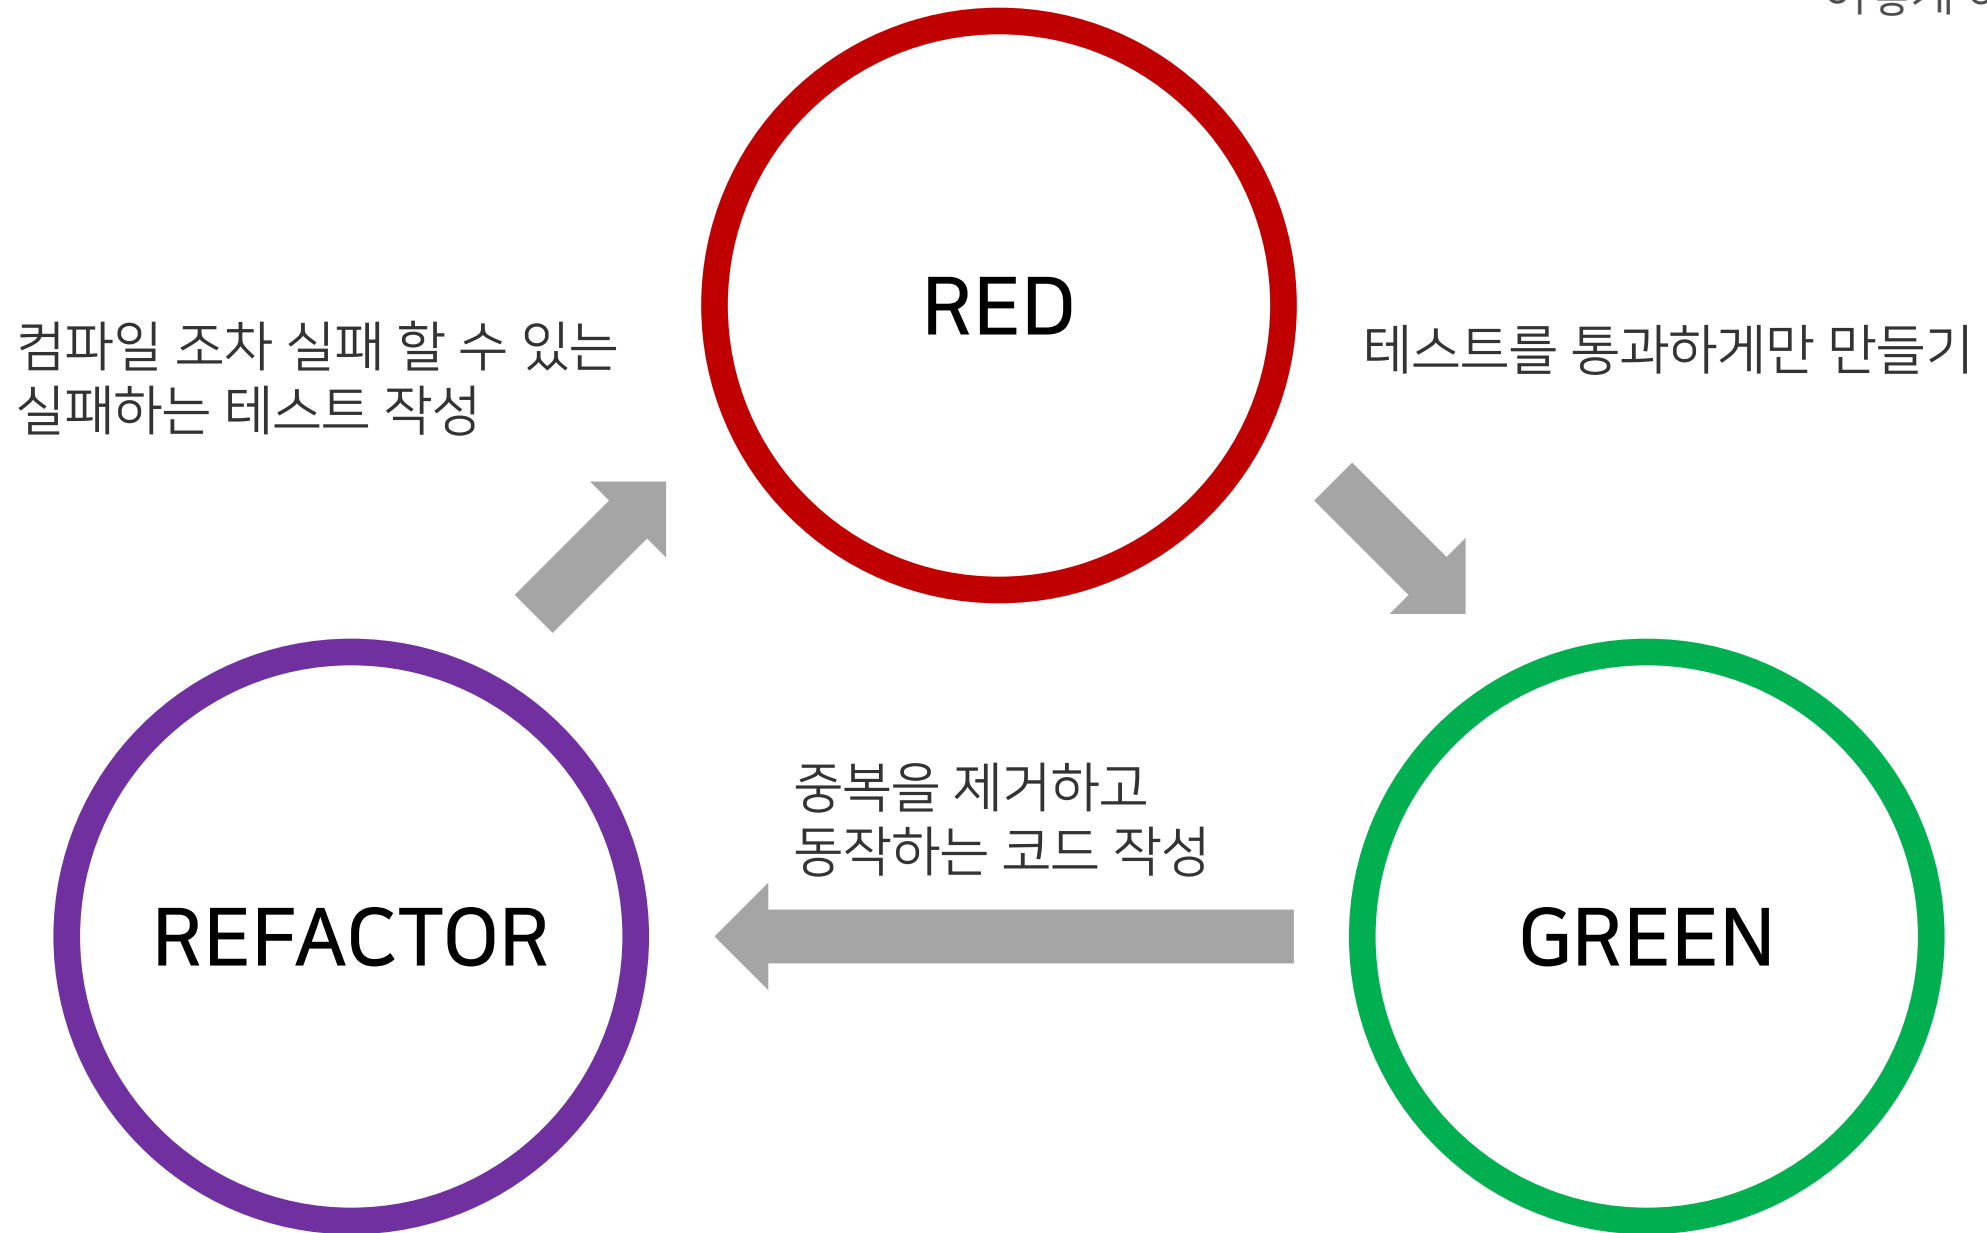 RED
컴파일 조차 실패 할 수 있는
실패하는 테스트 작성
테스트를 통과하게만 만들기
중복을 제거하고
동작하는 코드 작성
REFACTOR
GREEN